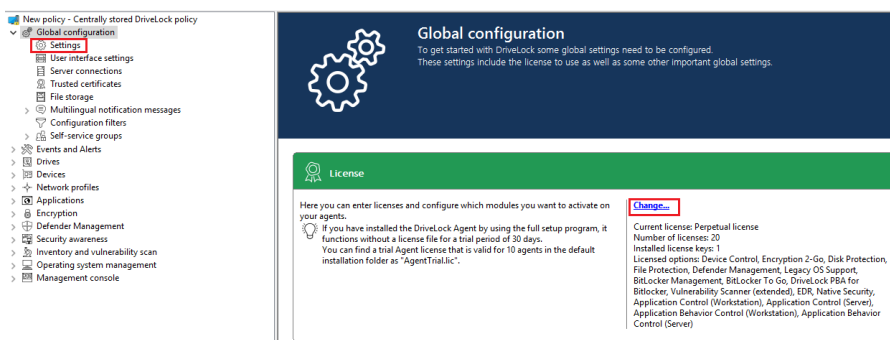 New policy - Centrally stored DriveLock policy
Global configuration
Settings
User interface settings
Server connections
Trusted certificates
File storage
Multilingual notification messages
Configuration filters
Self-service groups
Events and Alerts
Drives
Devices
Network profiles
Applications
Encryption
Defender Management
Security awareness
Inventory and vulnerability scan
Operating system management
Management console
Global configuration
To get started with DriveLock some global settings need to be configured.
These settings include the license to use as well as some other important global settings.
License
Here you can enter licenses and configure which modules you want to activate on
your agents.
If you have installed the DriveLock Agent by using the full setup program, it
functions without a license file for a trial period of 30 days.
You can find a trial Agent license that is valid for 10 agents in the default
installation folder as "AgentTrial.lic".
Change...
Current license: Perpetual license
Number of licenses: 20
Installed license keys: 1
Licensed options: Device Control, Encryption 2-Go, Disk Protection,
File Protection, Defender Management, Legacy OS Support,
BitLocker Management, BitLocker To Go, DriveLock PBA for
Bitlocker, Vulnerability Scanner (extended), EDR, Native Security,
Application Control (Workstation), Application Control (Server),
Application Behavior Control (Workstation), Application Behavior
Control (Server)